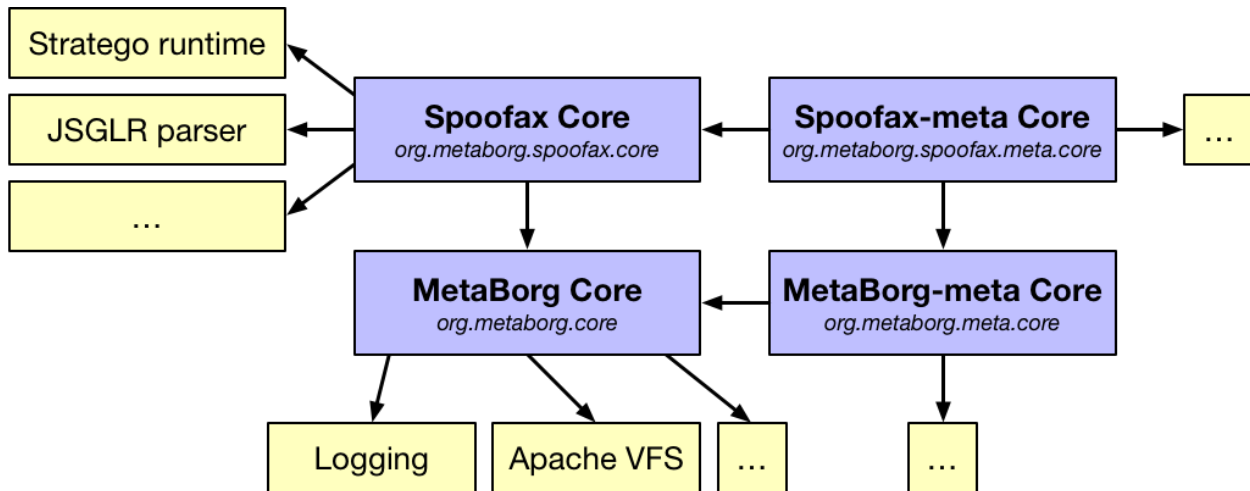 Stratego runtime
JSGLR parser
…
Spoofax Core
org.metaborg.spoofax.core
Spoofax-meta Core
org.metaborg.spoofax.meta.core
…
MetaBorg Core
org.metaborg.core
MetaBorg-meta Core
org.metaborg.meta.core
Logging
Apache VFS
…
…